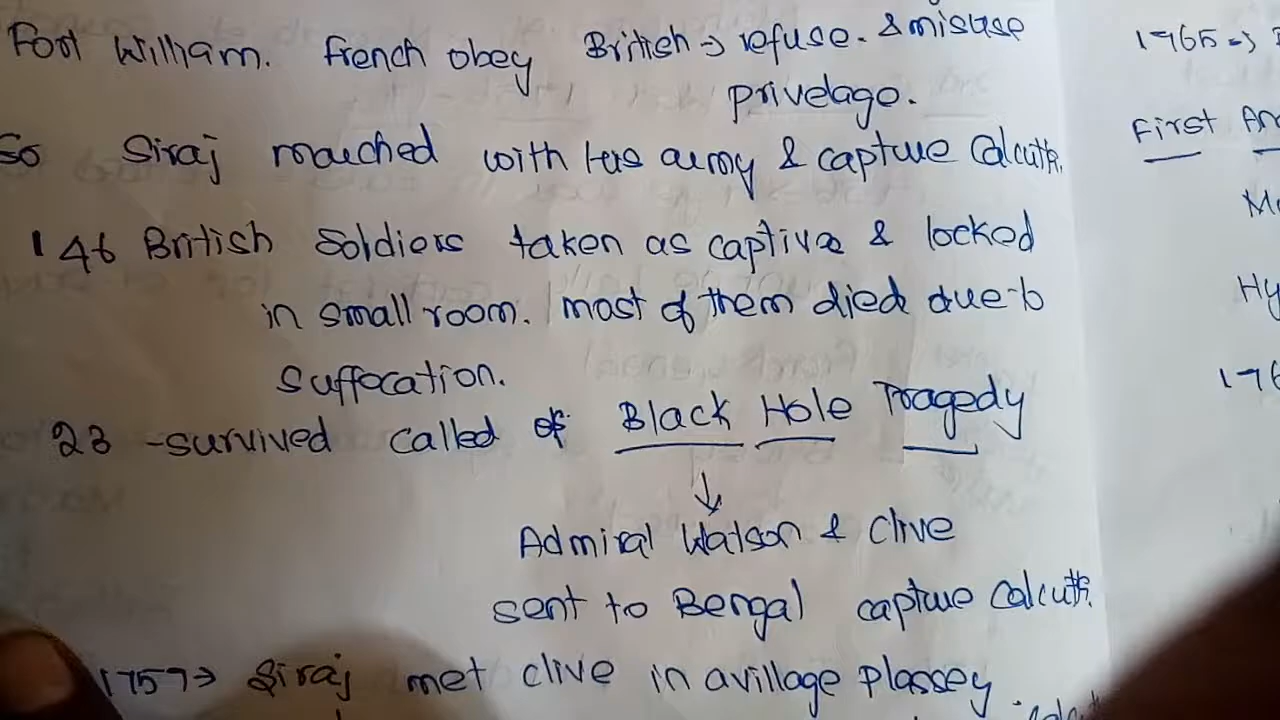 Fort William. French obey British → refuse. & misuse
privelage.
So Siraj marched with his army & capture Calcutta.
146 British Soldiers taken as captive & locked
in small room. most of them died due to
suffocation.
23 - survived called of Black Hole Tragedy
↓
Admiral Watson & Clive
sent to Bengal capture Calcutta.
1757 → Siraj met clive in a village plassey
1765 →
First